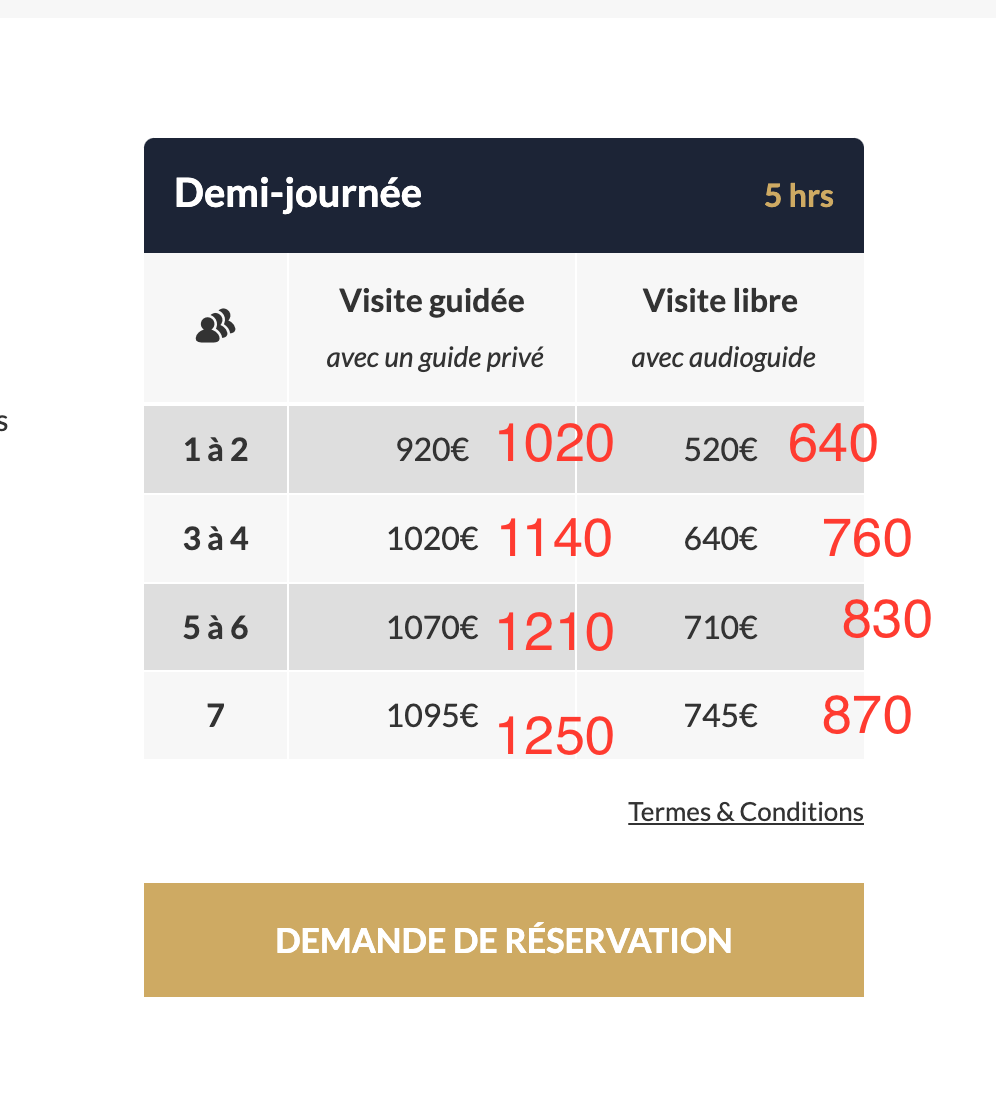 Demi-journée 5 hrs
Visite guidée Visite libre
avec un guide privé avec audioguide
1 à 2 920€ 1020 520€ 640
3 à 4 1020€ 1140 640€ 760
5 à 6 1070€ 1210 710€ 830
7 1095€ 1250 745€ 870
Termes & Conditions
DEMANDE DE RÉSERVATION